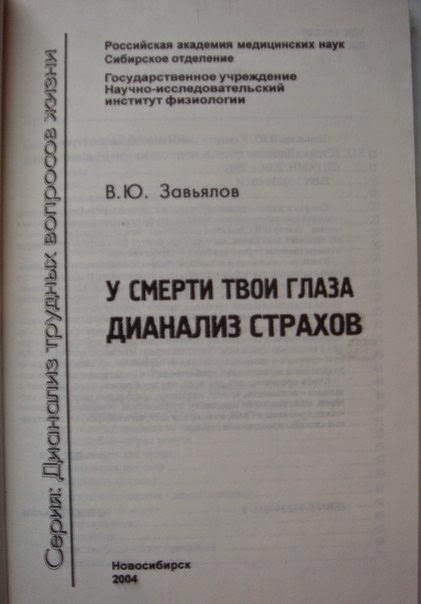 Российская академия медицинских наук
Сибирское отделение
Государственное учреждение
Научно-исследовательский
институт физиологии
В.Ю. Завьялов
У СМЕРТИ ТВОИ ГЛАЗА
ДИАНАЛИЗ СТРАХОВ
Серия: Дианализ трудных вопросов жизни
Новосибирск
2004